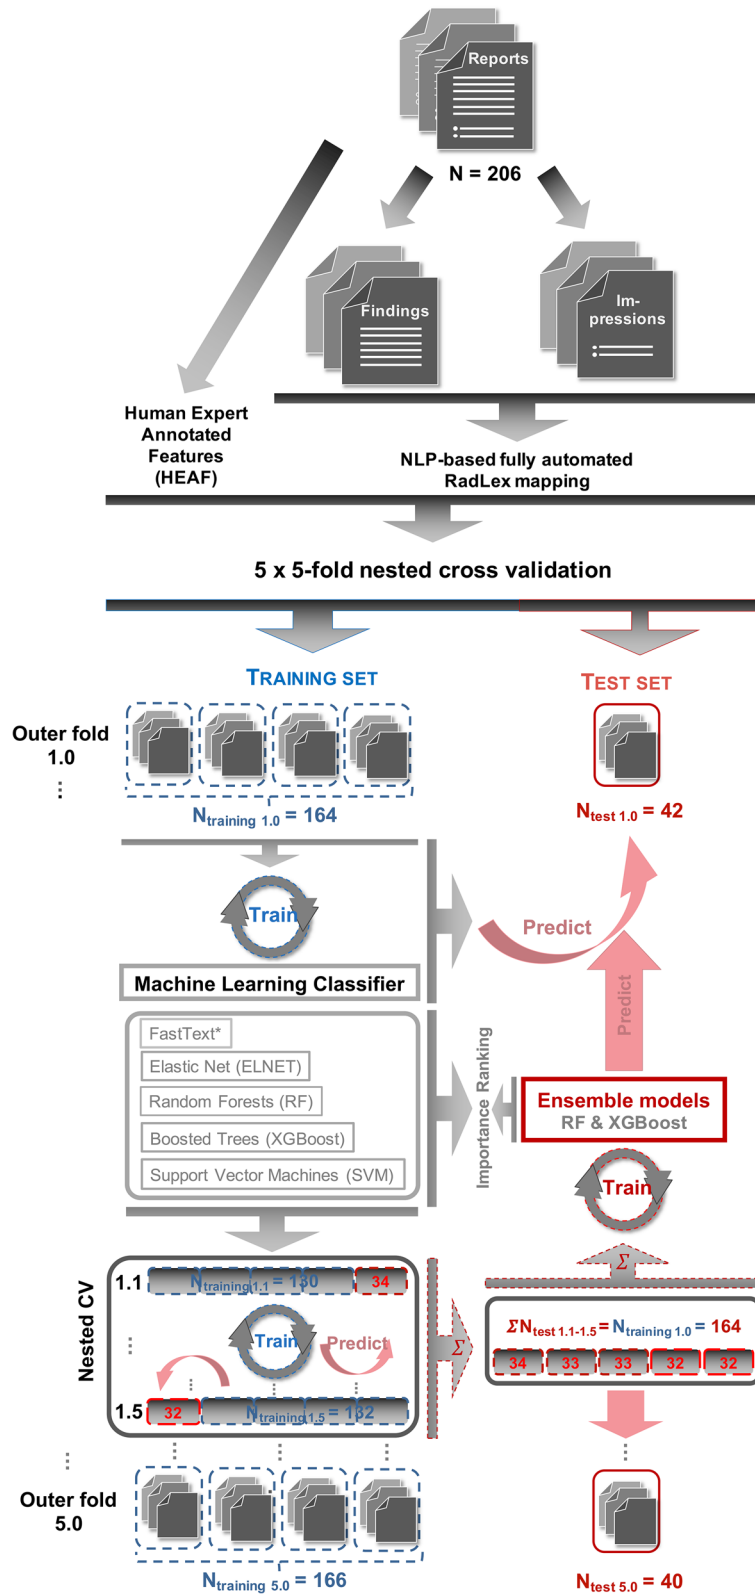 Reports
N = 206
Findings
Im-
pressions
Human Expert
Annotated
Features
(HEAF)
NLP-based fully automated
RadLex mapping
5 x 5-fold nested cross validation
TRAINING SET
TEST SET
Outer fold
1.0
...
Ntraining 1.0 = 164
Ntest 1.0 = 42
Train
Predict
Machine Learning Classifier
Predict
FastText*
Elastic Net (ELNET)
Random Forests (RF)
Boosted Trees (XGBoost)
Support Vector Machines (SVM)
Importance Ranking
Ensemble models
RF & XGBoost
Train
Nested CV
1.1
Ntraining1.1 = 130
34
Σ
...
Train
Predict
Σ
ΣNtest 1.1-1.5 = Ntraining 1.0 = 164
34 33 33 32 32
1.5
32
Ntraining1.5 = 132
...
Outer fold
5.0
Ntraining 5.0 = 166
Ntest 5.0 = 40